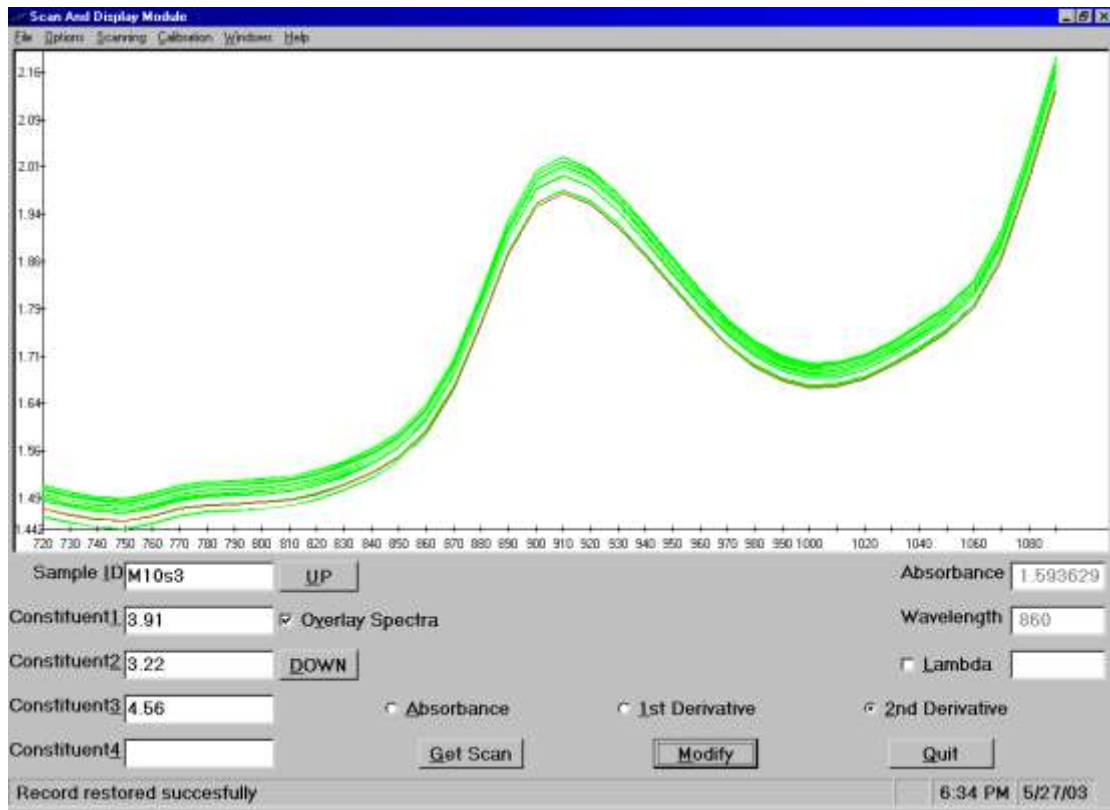 Scan And Display Module
File Options Scanning Calibration Windows Help
2.16
2.09
2.01
1.94
1.86
1.79
1.71
1.64
1.56
1.49
1.442
720 730 740 750 760 770 780 790 800 810 820 830 840 850 860 870 880 890 900 910 920 930 940 950 960 970 980 990 1000 1020 1040 1060 1080
Sample ID M10s3 UP Absorbance 1.593629
Constituent1 3.91 Overlay Spectra Wavelength 860
Constituent2 3.22 DOWN Lambda
Constituent3 4.56 Absorbance 1st Derivative 2nd Derivative
Constituent4 Get Scan Modify Quit
Record restored succesfully 6:34 PM 5/27/03